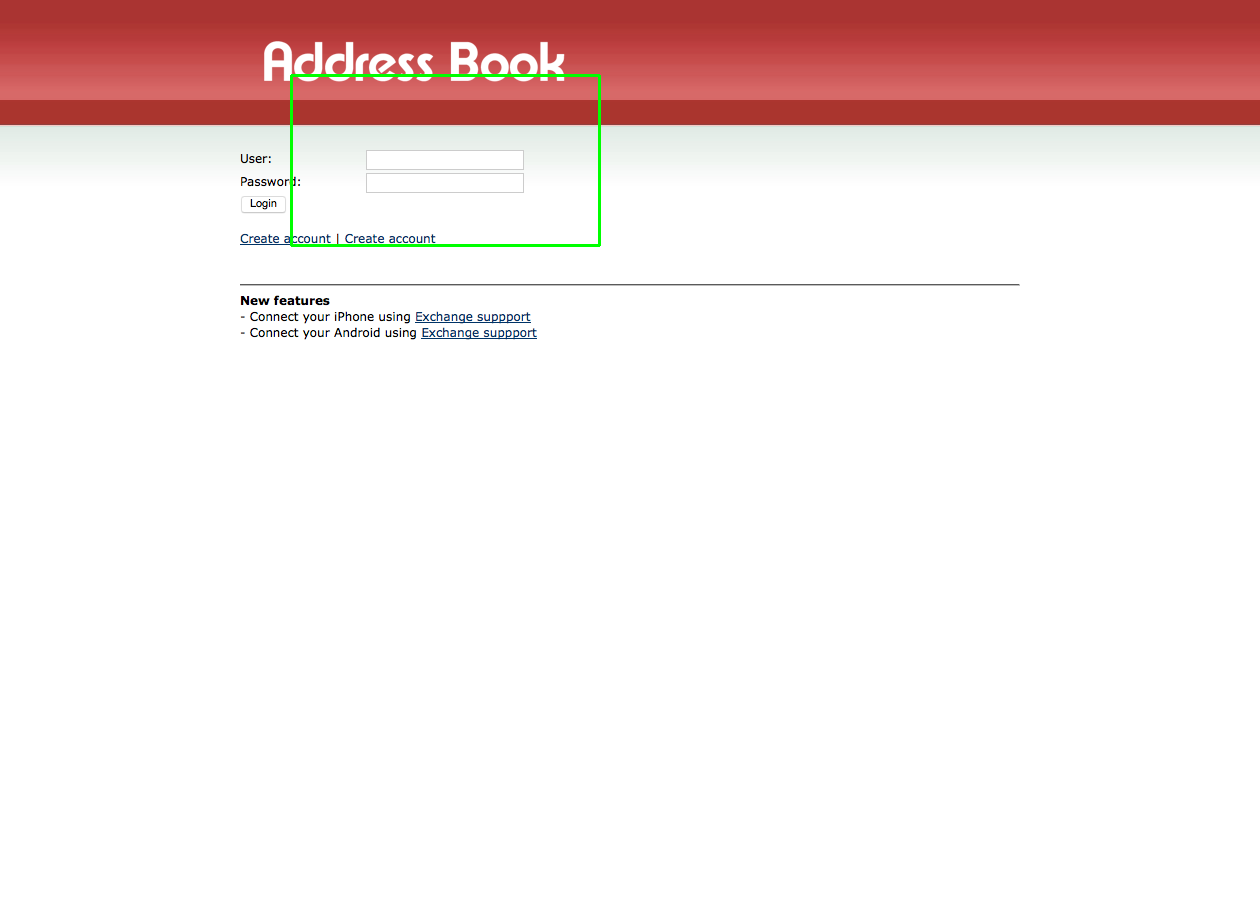 Address Book
User:
Password:
Login
Create account | Create account
New features
- Connect your iPhone using Exchange suppport
- Connect your Android using Exchange suppport